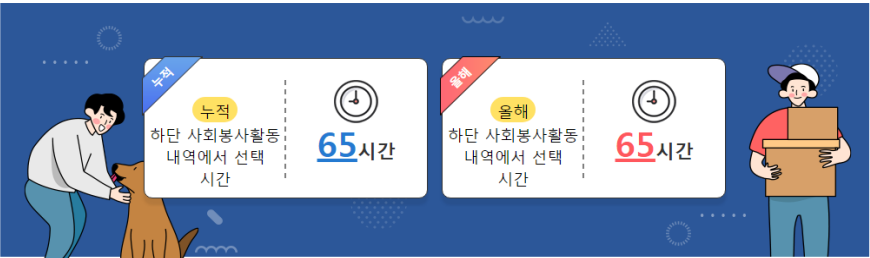 누적
누적
하단 사회봉사활동
내역에서 선택
시간
65시간
올해
올해
하단 사회봉사활동
내역에서 선택
시간
65시간